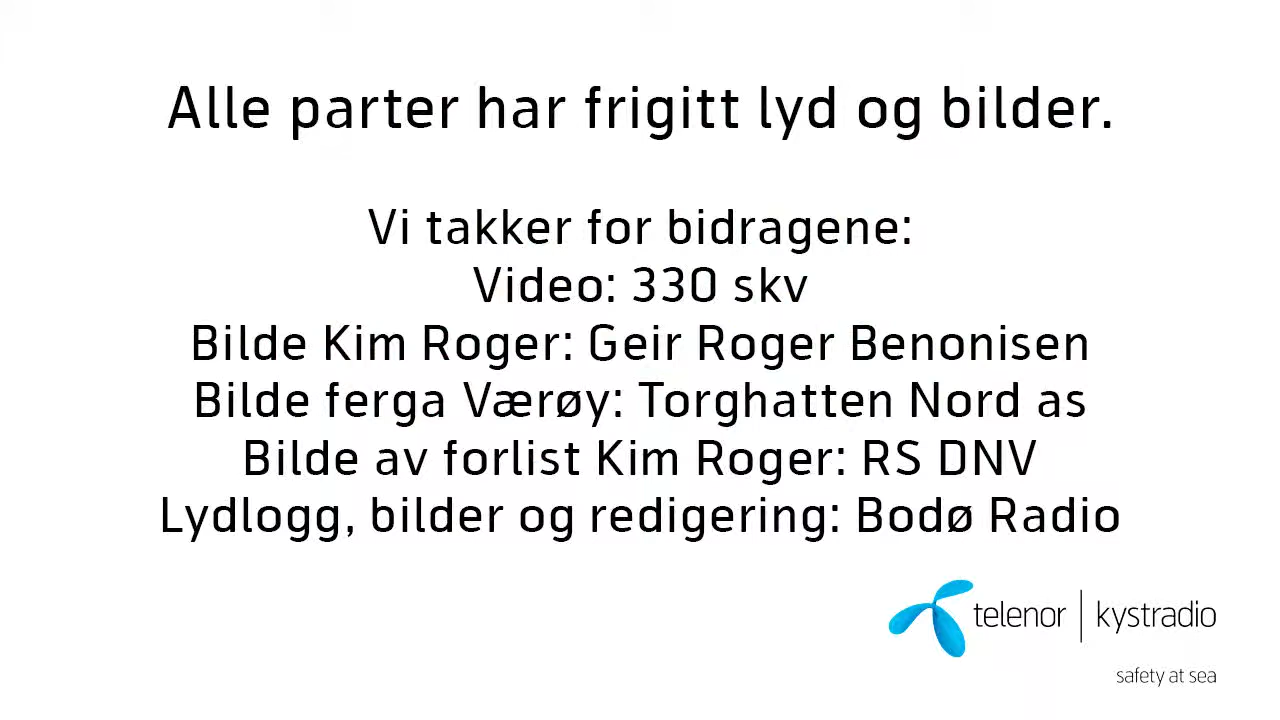 Alle parter har frigitt lyd og bilder.
Vi takker for bidragene:
Video: 330 skv
Bilde Kim Roger: Geir Roger Benonisen
Bilde ferga Værøy: Torghatten Nord as
Bilde av forlist Kim Roger: RS DNV
Lydlogg, bilder og redigering: Bodø Radio
telenor | kystradio
safety at sea